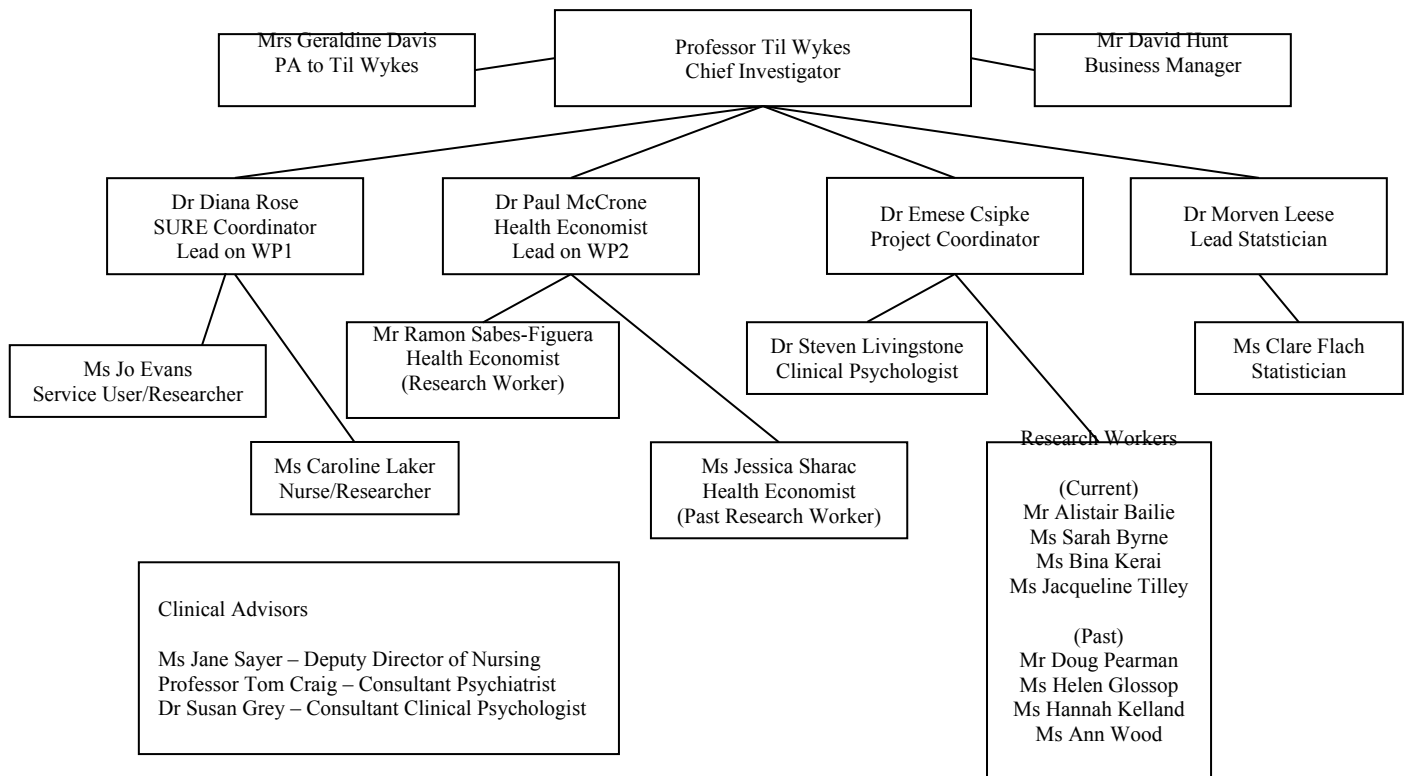 Mrs Geraldine Davis
PA to Til Wykes
Professor Til Wykes
Chief Investigator
Mr David Hunt
Business Manager
Dr Diana Rose
SURE Coordinator
Lead on WP1
Dr Paul McCrone
Health Economist
Lead on WP2
Dr Emese Csipke
Project Coordinator
Dr Morven Leese
Lead Statstician
Ms Jo Evans
Service User/Researcher
Mr Ramon Sabes-Figuera
Health Economist
(Research Worker)
Dr Steven Livingstone
Clinical Psychologist
Ms Clare Flach
Statistician
Ms Caroline Laker
Nurse/Researcher
Ms Jessica Sharac
Health Economist
(Past Research Worker)
Research Workers
(Current)
Mr Alistair Bailie
Ms Sarah Byrne
Ms Bina Kerai
Ms Jacqueline Tilley
(Past)
Mr Doug Pearman
Ms Helen Glossop
Ms Hannah Kelland
Ms Ann Wood
Clinical Advisors
Ms Jane Sayer – Deputy Director of Nursing
Professor Tom Craig – Consultant Psychiatrist
Dr Susan Grey – Consultant Clinical Psychologist